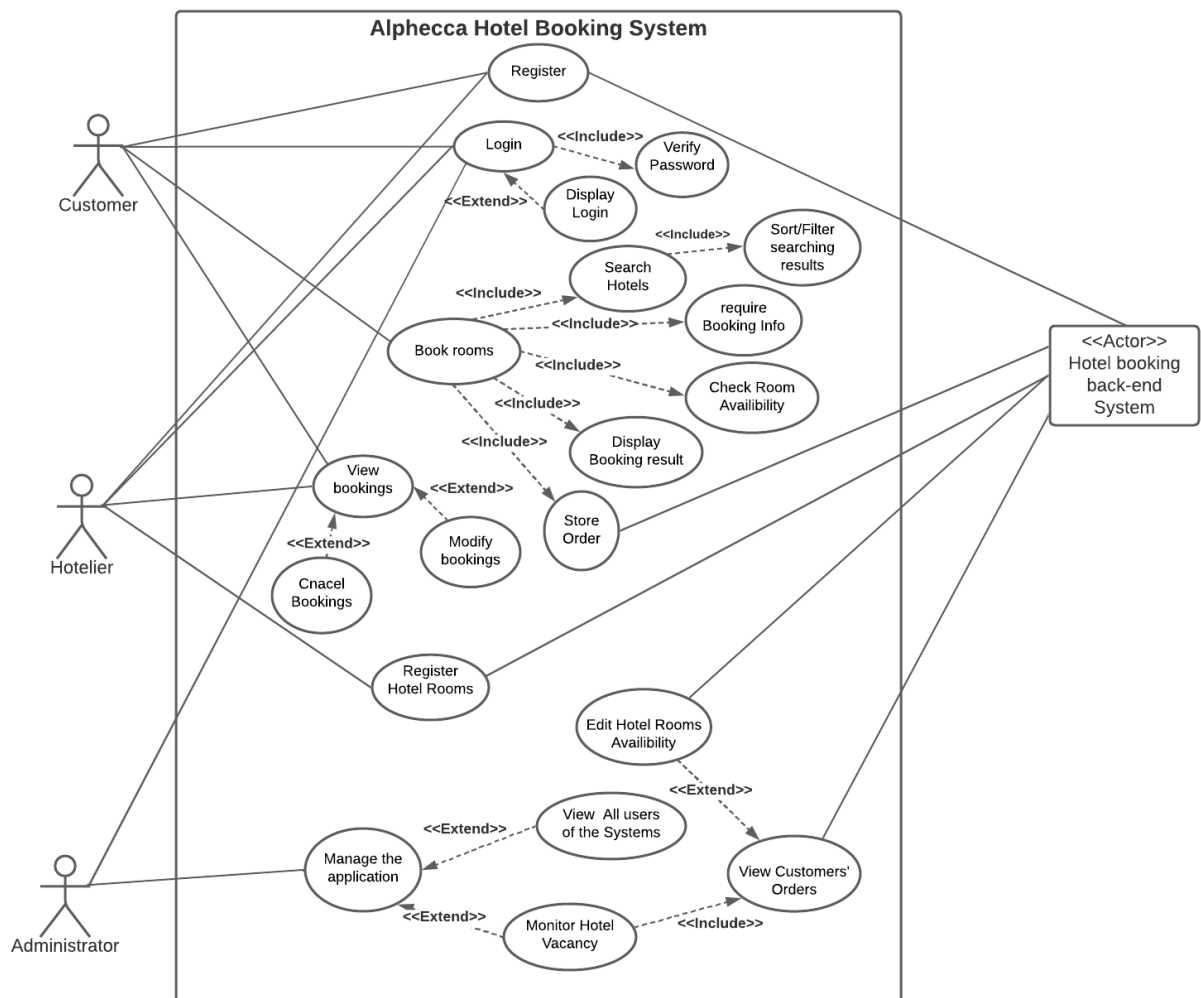 Alphecca Hotel Booking System
Register
Customer
Login
<<Include>>
Verify
Password
<<Extend>>
Display
Login
Search
Hotels
<<Include>>
Sort/Filter
searching
results
<<Include>>
<<Include>>
require
Booking Info
Book rooms
<<Include>>
Check Room
Availibility
<<Include>>
Display
Booking result
<<Include>>
Store
Order
<<Actor>>
Hotel booking
back-end
System
Hotelier
View
bookings
<<Extend>>
Modify
bookings
<<Extend>>
Cnacel
Bookings
Register
Hotel Rooms
Edit Hotel Rooms
Availibility
<<Extend>>
View All users
of the Systems
<<Extend>>
Manage the
application
View Customers'
Orders
<<Extend>>
Monitor Hotel
Vacancy
<<Include>>
Administrator